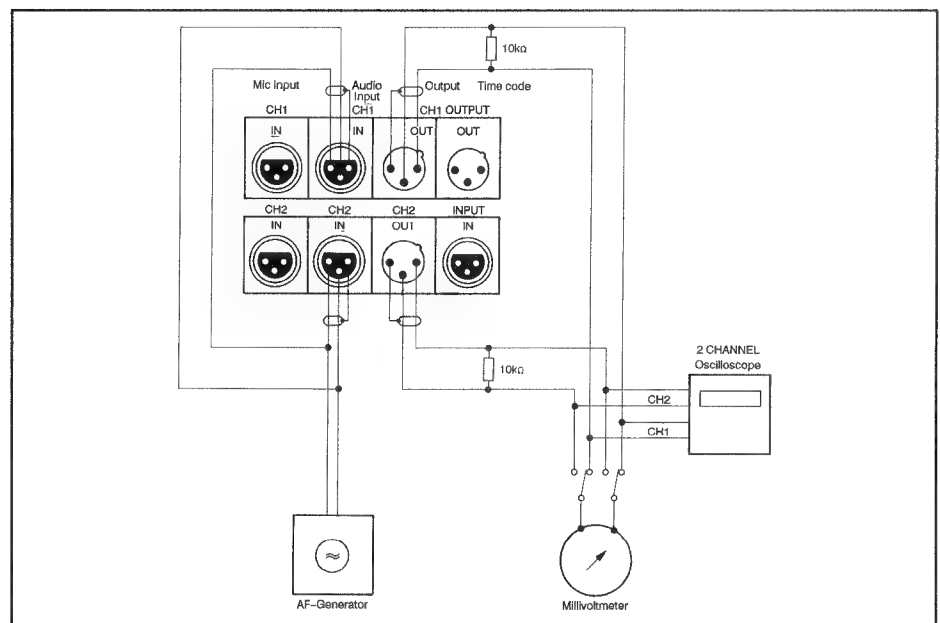 10kΩ
Mic Input
Audio
Input
Output
Time code
CH1
CH1
CH1 OUTPUT
IN
IN
OUT
OUT
CH2
CH2
CH2
INPUT
IN
IN
OUT
IN
10kΩ
2 CHANNEL
Oscilloscope
CH2
CH1
AF-Generator
Millivoltmeter